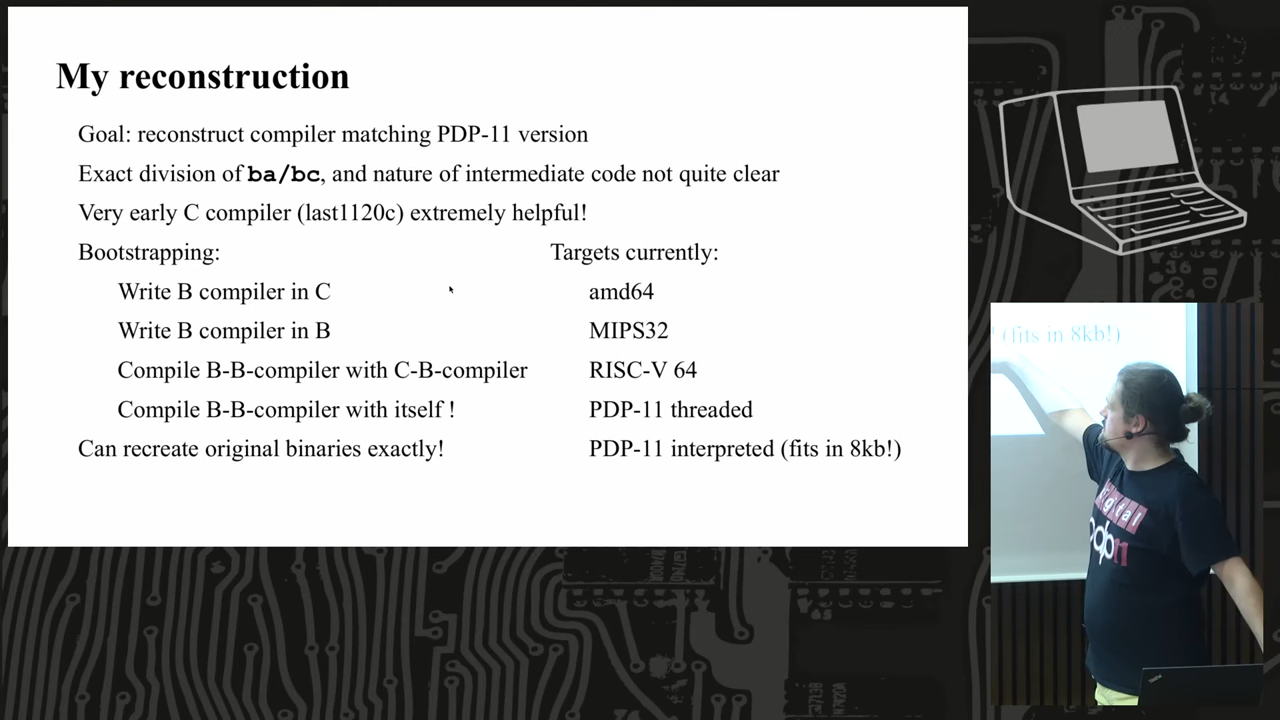 My reconstruction
Goal: reconstruct compiler matching PDP-11 version
Exact division of ba/bc, and nature of intermediate code not quite clear
Very early C compiler (last1120c) extremely helpful!
Bootstrapping:
Write B compiler in C
Write B compiler in B
Compile B-B-compiler with C-B-compiler
Compile B-B-compiler with itself !
Can recreate original binaries exactly!
Targets currently:
amd64
MIPS32
RISC-V 64
PDP-11 threaded
PDP-11 interpreted (fits in 8kb!)
(fits in 8kb!)
digital
pdp11